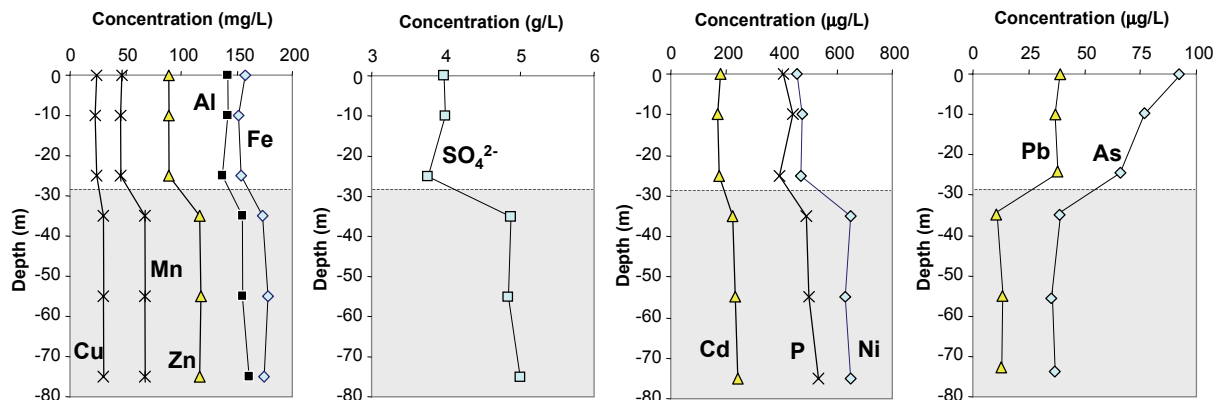 Concentration (mg/L)
0 50 100 150 200
0
-10
-20
-30
-40
-50
-60
-70
-80
Depth (m)
Al
Fe
Mn
Cu
Zn
Concentration (g/L)
3 4 5 6
0
-10
-20
-30
-40
-50
-60
-70
-80
Depth (m)
SO₄²⁻
Concentration (µg/L)
0 200 400 600 800
0
-10
-20
-30
-40
-50
-60
-70
-80
Depth (m)
Cd
P
Ni
Concentration (µg/L)
0 25 50 75 100
0
-10
-20
-30
-40
-50
-60
-70
-80
Depth (m)
Pb
As